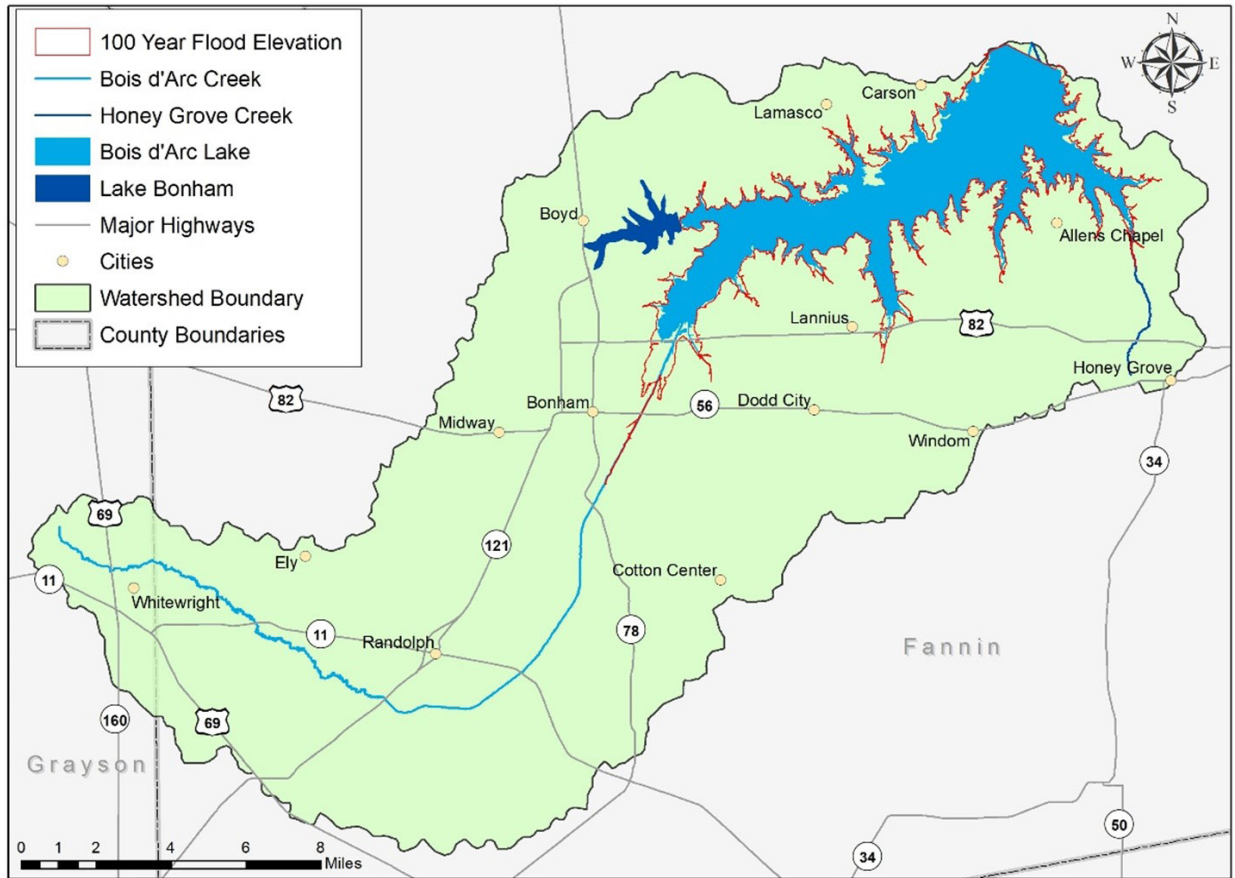 100 Year Flood Elevation
Bois d'Arc Creek
Honey Grove Creek
Bois d'Arc Lake
Lake Bonham
Major Highways
Cities
Watershed Boundary
County Boundaries
N
W E
S
Carson
Lamasco
Boyd
Allens Chapel
Lannius
82
Honey Grove
82
Bonham
56
Dodd City
Midway
Windom
34
69
121
Ely
Cotton Center
11
Whitewright
11
78
Randolph
Fannin
160
69
Grayson
50
34
0 1 2 4 6 8
Miles